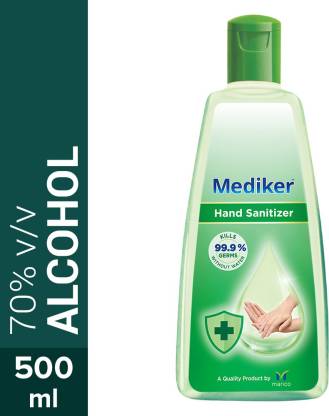 70% v/v
ALCOHOL
500
ml
Mediker
Hand Sanitizer
KILLS
99.9%
GERMS
WITHOUT WATER
A Quality Product by
marico